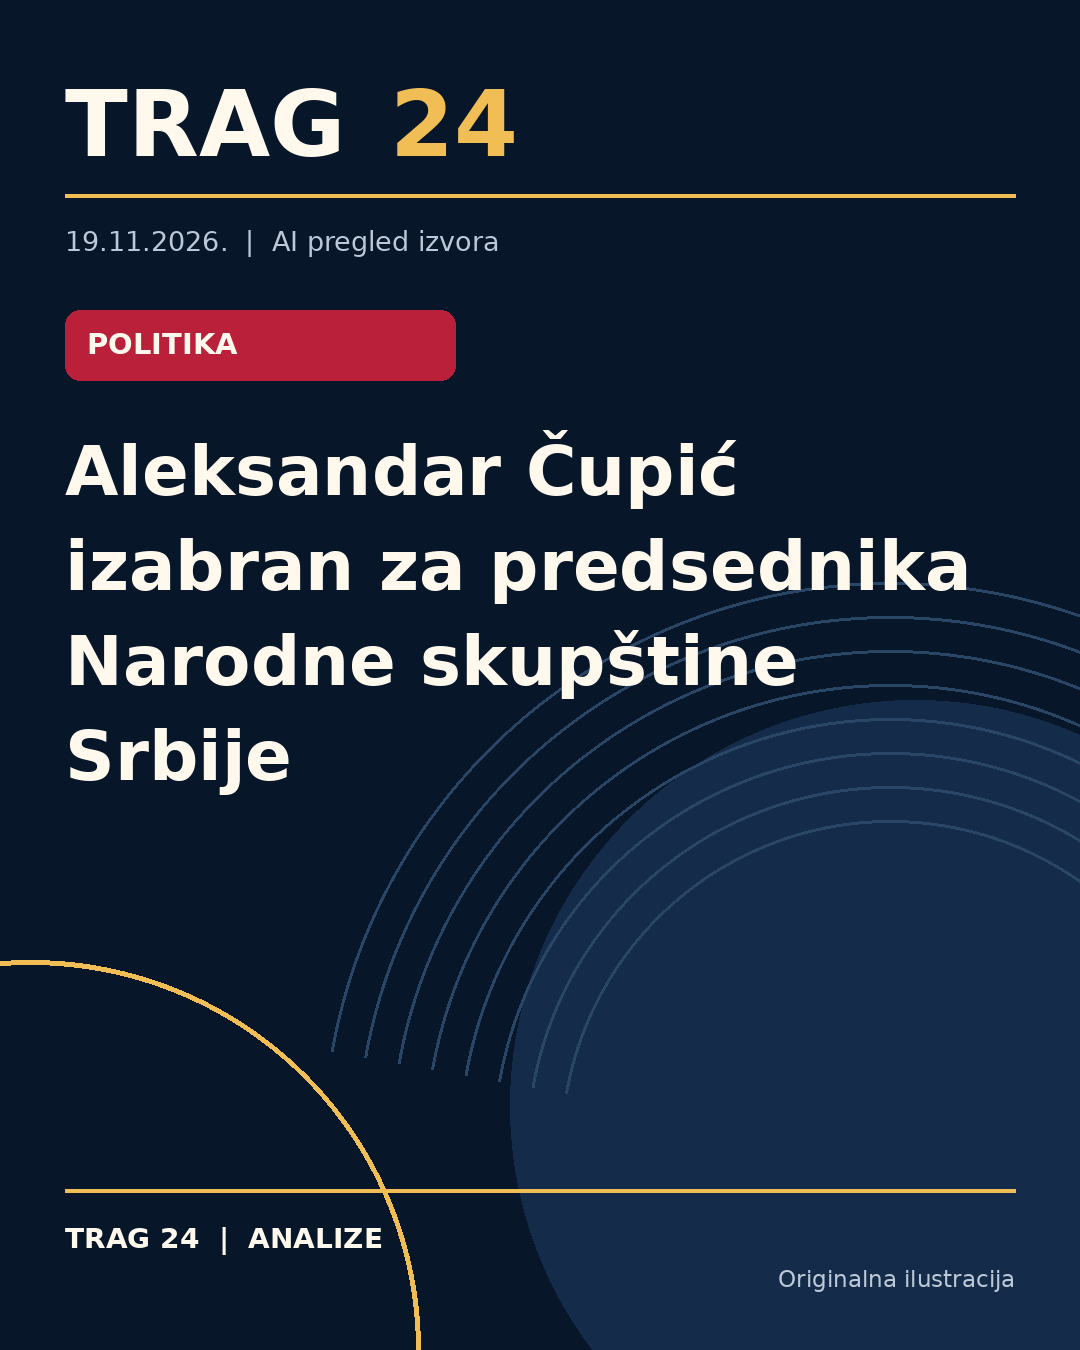 TRAG 24
19.11.2026. | AI pregled izvora
POLITIKA
Aleksandar Čupić
izabran za predsednika
Narodne skupštine
Srbije
TRAG 24 | ANALIZE
Originalna ilustracija